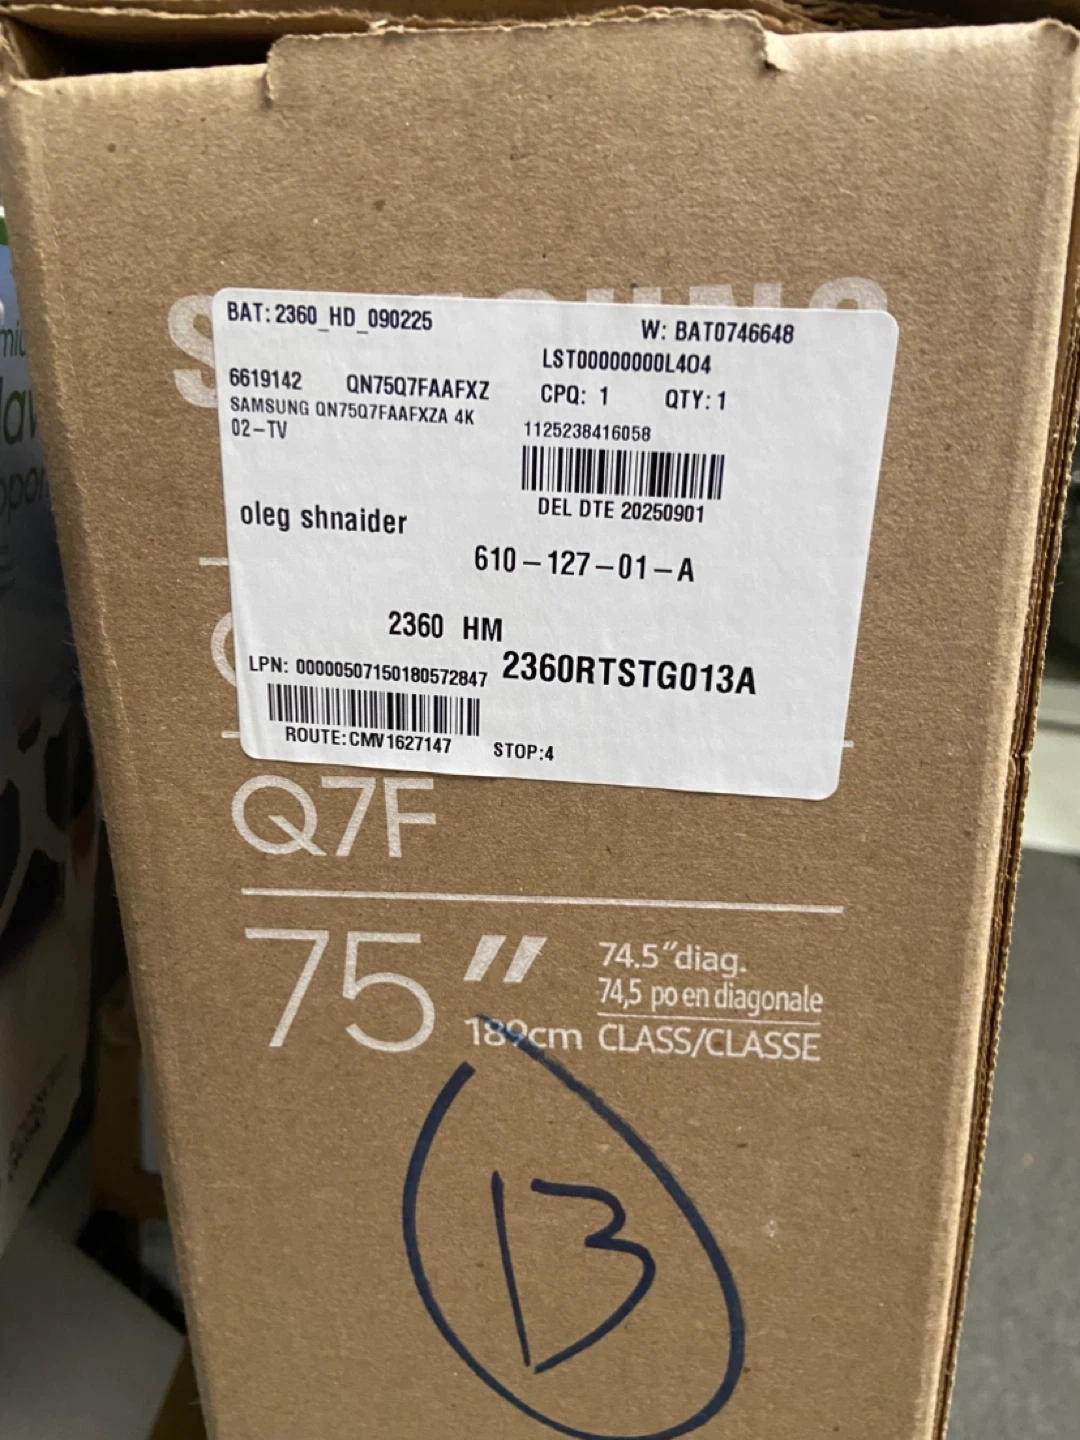 BAT: 2360_HD_090225
W: BAT0746648
LST00000000L404
6619142 QN75Q7FAAFXZ
CPQ: 1 QTY: 1
SAMSUNG QN75Q7FAAFXZA 4K
02-TV
1125238416058
DEL DTE 20250901
oleg shnaider
610-127-01-A
2360 HM
LPN: 00000507150180572847 2360RTSTG013A
ROUTE:CMV1627147 STOP:4
Q7F
75"
74.5"diag.
74,5 po en diagonale
189cm CLASS/CLASSE
13